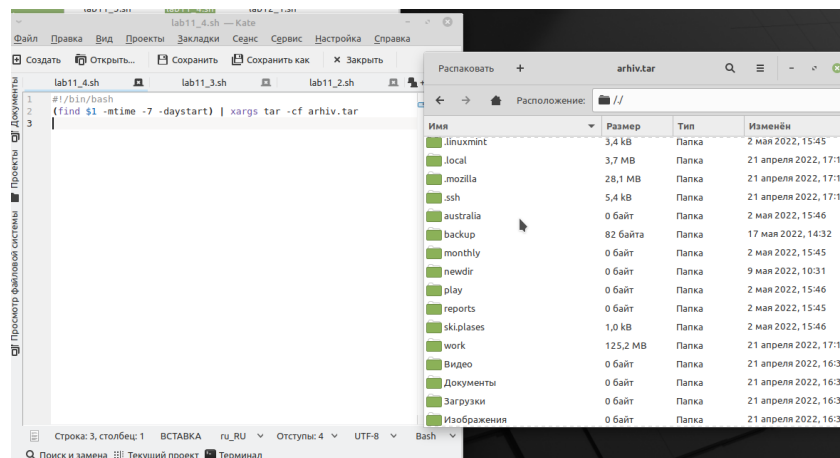 lab11_4.sh — Kate
Файл Правка Вид Проекты Закладки Сеанс Сервис Настройка Справка
Создать Открыть... Сохранить Сохранить как Закрыть
lab11_4.sh lab11_3.sh lab11_2.sh
1 #!/bin/bash
2 (find $1 -mtime -7 -daystart) | xargs tar -cf arhiv.tar
3
Документы
Проекты
Просмотр файловой системы
Строка: 3, столбец: 1 ВСТАВКА ru_RU Отступы: 4 UTF-8 Bash
Поиск и замена Текущий проект Терминал
Распаковать + arhiv.tar
Расположение: /./
Имя Размер Тип Изменён
.linuxmint 3,4 kB Папка 2 мая 2022, 15:45
.local 3,7 MB Папка 21 апреля 2022, 17:1
.mozilla 28,1 MB Папка 21 апреля 2022, 17:1
.ssh 5,4 kB Папка 21 апреля 2022, 17:1
australia 0 байт Папка 2 мая 2022, 15:46
backup 82 байта Папка 17 мая 2022, 14:32
monthly 0 байт Папка 2 мая 2022, 15:45
newdir 0 байт Папка 9 мая 2022, 10:31
play 0 байт Папка 2 мая 2022, 15:46
reports 0 байт Папка 2 мая 2022, 15:45
ski.plases 1,0 kB Папка 2 мая 2022, 15:46
work 125,2 MB Папка 21 апреля 2022, 17:1
Видео 0 байт Папка 21 апреля 2022, 16:3
Документы 0 байт Папка 21 апреля 2022, 16:3
Загрузки 0 байт Папка 21 апреля 2022, 16:3
Изображения 0 байт Папка 21 апреля 2022, 16:3